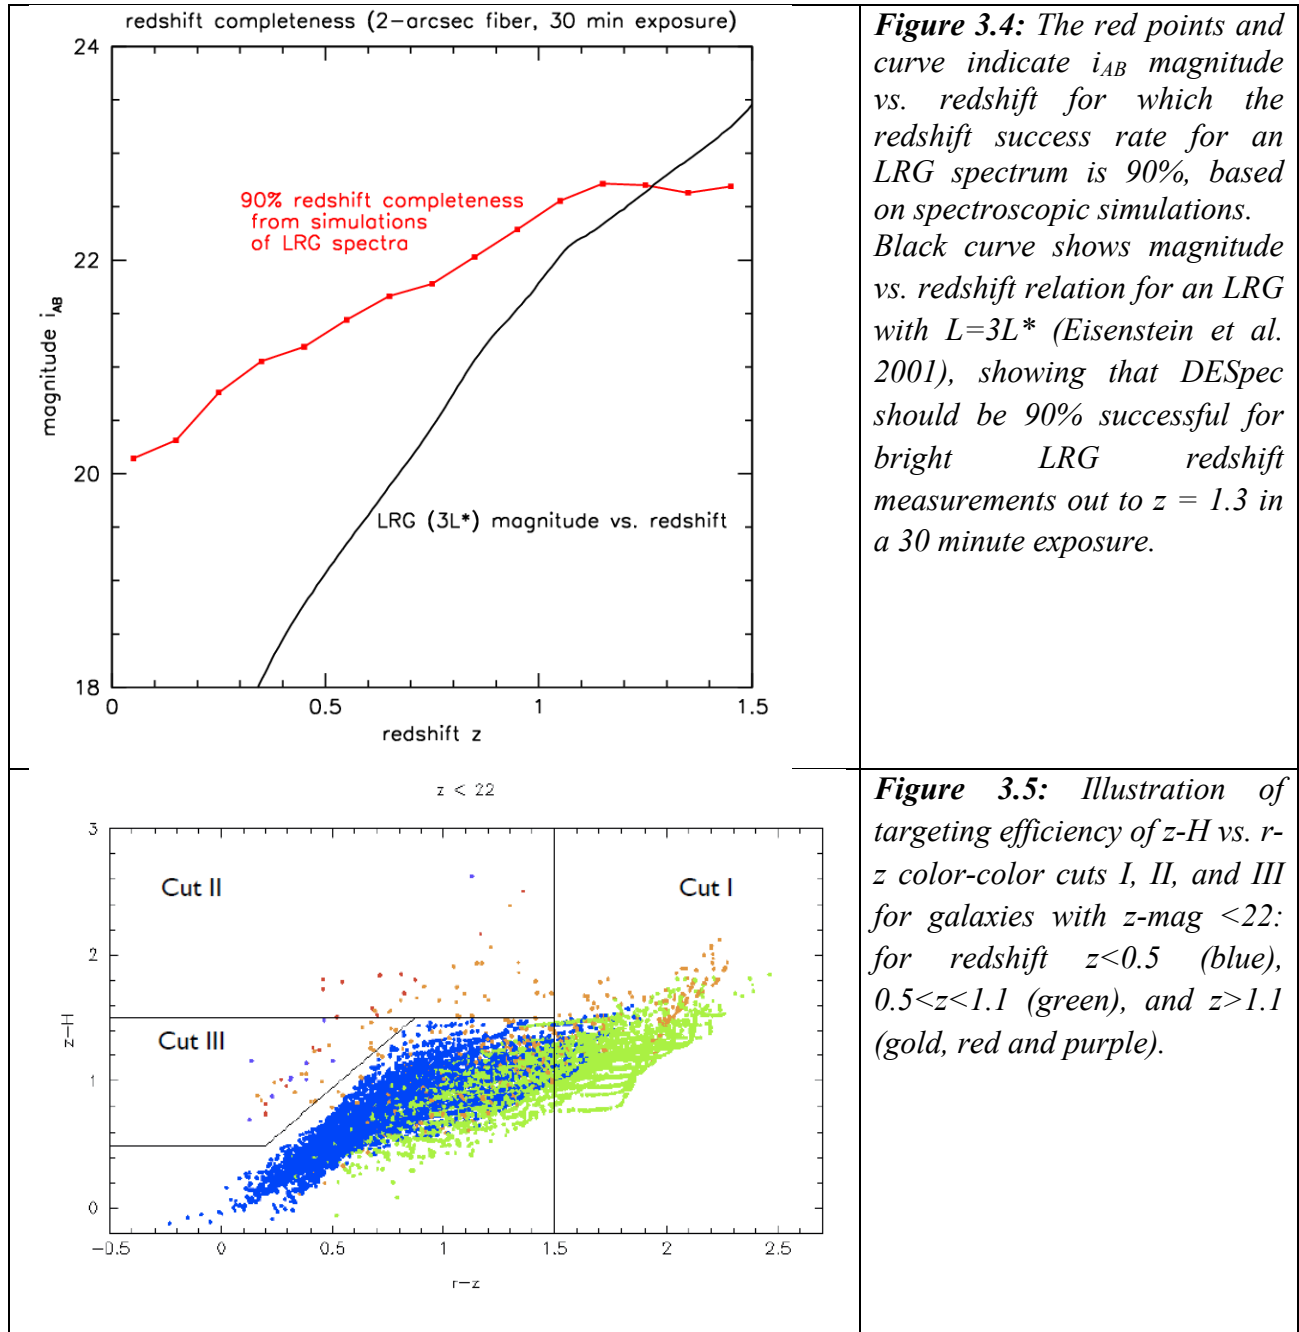 redshift completeness (2-arcsec fiber, 30 min exposure)
24
22
20
18
magnitude i_AB
90% redshift completeness
from simulations
of LRG spectra
LRG (3L*) magnitude vs. redshift
0 0.5 1 1.5
redshift z
Figure 3.4: The red points and
curve indicate i_AB magnitude
vs. redshift for which the
redshift success rate for an
LRG spectrum is 90%, based
on spectroscopic simulations.
Black curve shows magnitude
vs. redshift relation for an LRG
with L=3L* (Eisenstein et al.
2001), showing that DESpec
should be 90% successful for
bright LRG redshift
measurements out to z = 1.3 in
a 30 minute exposure.
z < 22
3
2
1
0
z-H
Cut II
Cut I
Cut III
-0.5 0 0.5 1 1.5 2 2.5
r-z
Figure 3.5: Illustration of
targeting efficiency of z-H vs. r-
z color-color cuts I, II, and III
for galaxies with z-mag <22:
for redshift z<0.5 (blue),
0.5<z<1.1 (green), and z>1.1
(gold, red and purple).